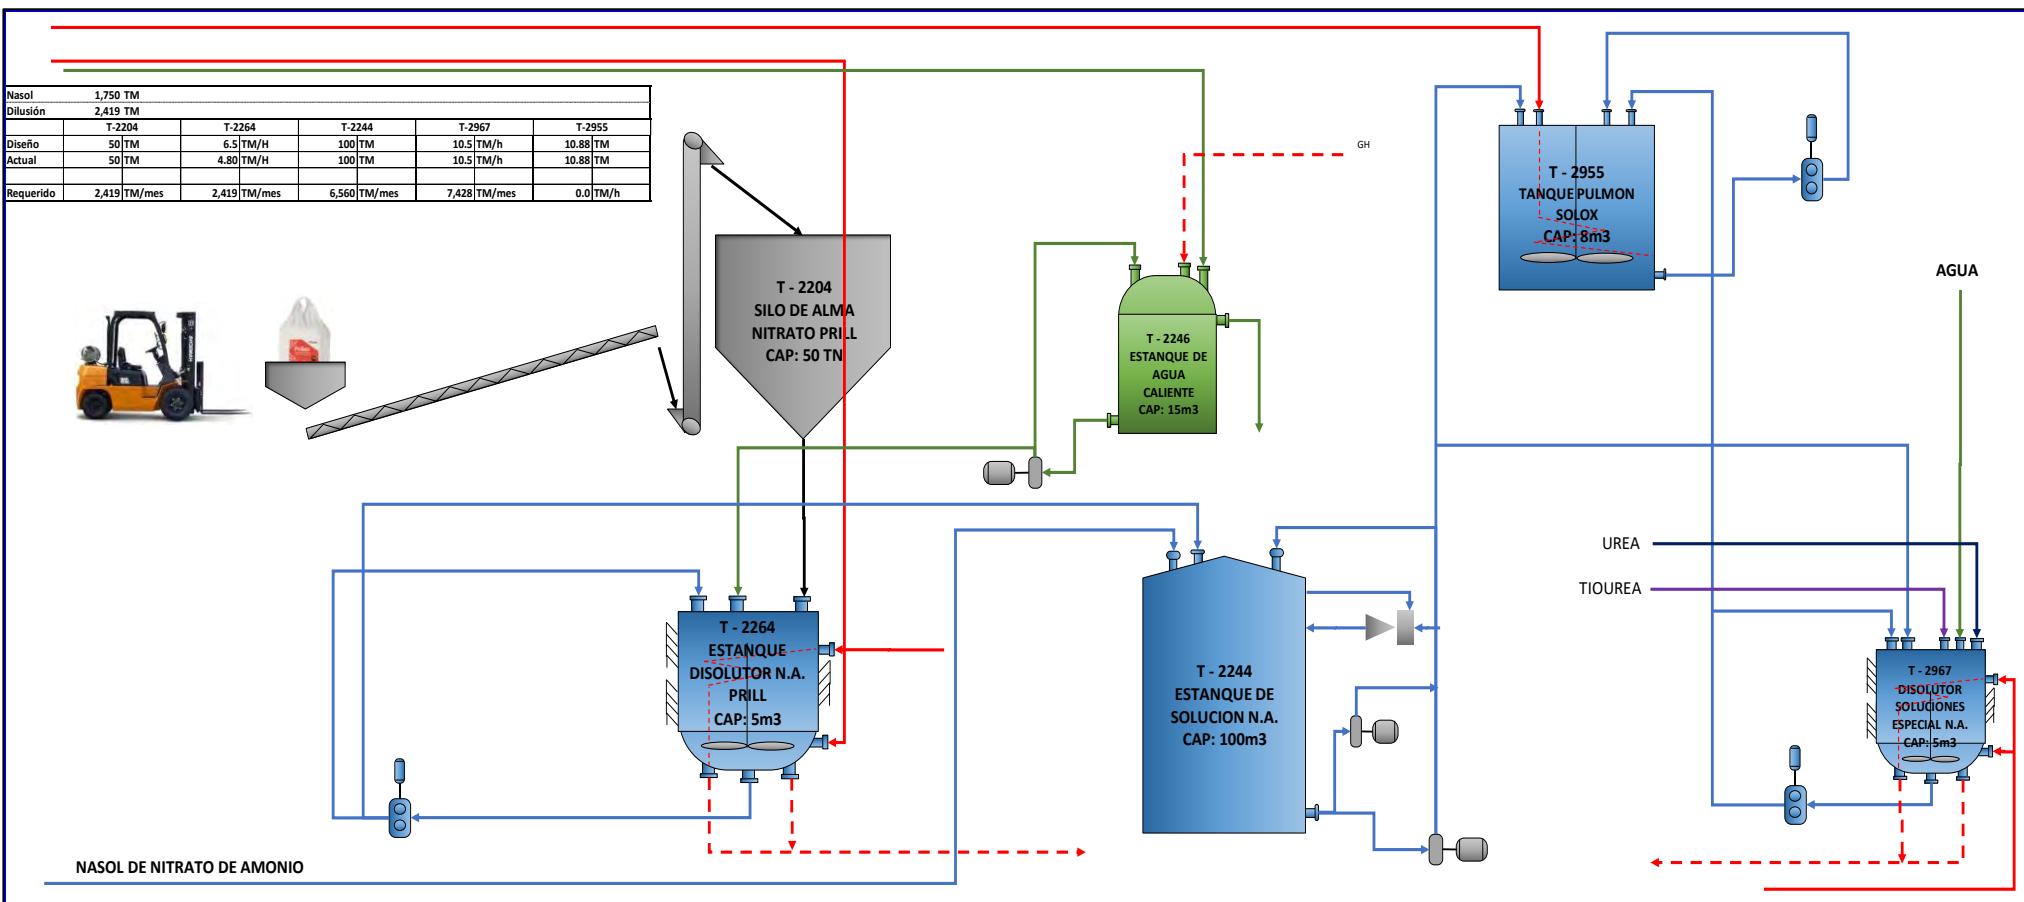 Nasol 1,750 TM
Dilusión 2,419 TM
T-2204 T-2264 T-2244 T-2967 T-2955
Diseño 50 TM 6.5 TM/H 100 TM 10.5 TM/h 10.88 TM
Actual 50 TM 4.80 TM/H 100 TM 10.5 TM/h 10.88 TM
Requerido 2,419 TM/mes 2,419 TM/mes 6,560 TM/mes 7,428 TM/mes 0.0 TM/h
GH
T - 2955
TANQUE PULMON
SOLOX
CAP: 8m3
AGUA
T - 2204
SILO DE ALMA
NITRATO PRILL
CAP: 50 TN
T - 2246
ESTANQUE DE
AGUA
CALIENTE
CAP: 15m3
UREA
TIOUREA
T - 2264
ESTANQUE
DISOLUTOR N.A.
PRILL
CAP: 5m3
T - 2244
ESTANQUE DE
SOLUCION N.A.
CAP: 100m3
T - 2967
DISOLUTOR
SOLUCIONES
ESPECIAL N.A.
CAP: 5m3
NASOL DE NITRATO DE AMONIO